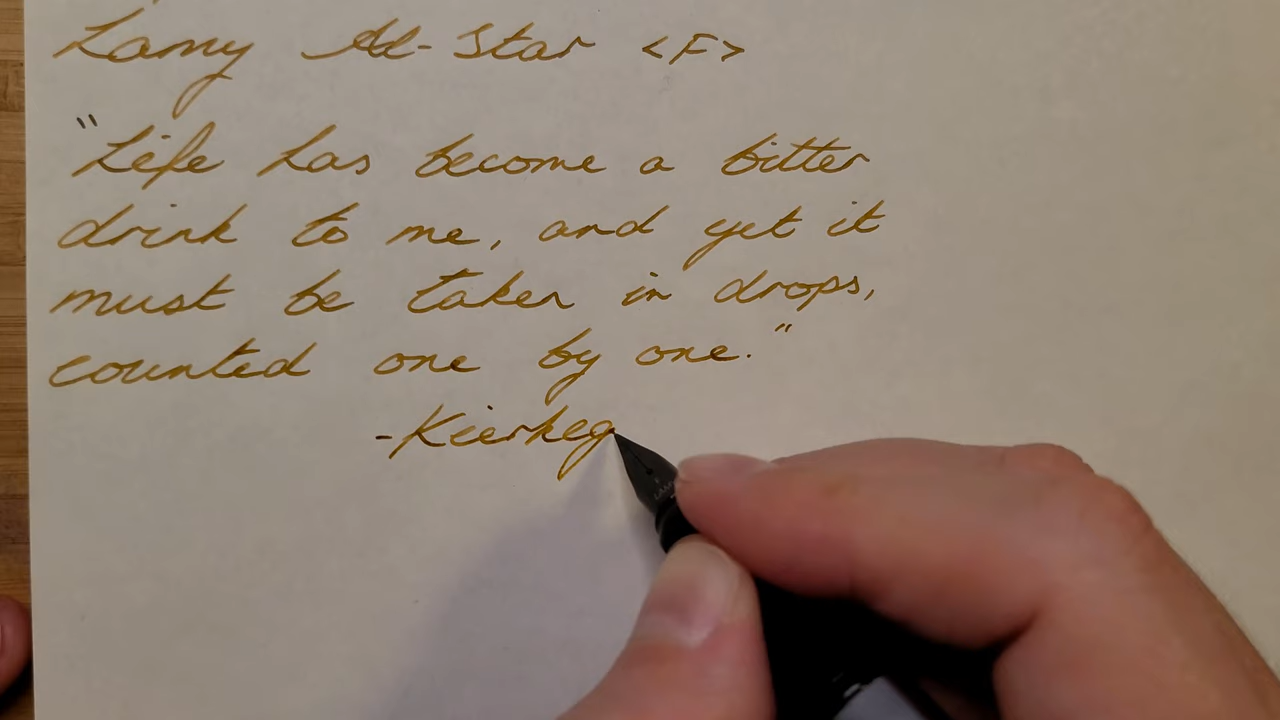 Lamy Al-Star <F>
"Life has become a bitter
drink to me, and yet it
must be taken in drops,
counted one by one."
-Kierkeg
LAMY